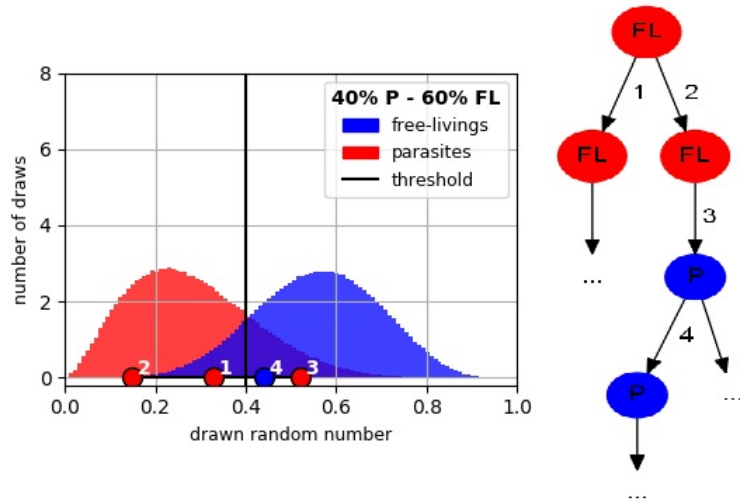 40% P - 60% FL
free-livings
parasites
threshold
number of draws
8
6
4
2
0
2
1
4
3
0.0 0.2 0.4 0.6 0.8 1.0
drawn random number
FL
1 2
FL FL
3
... P
4
P ...
...